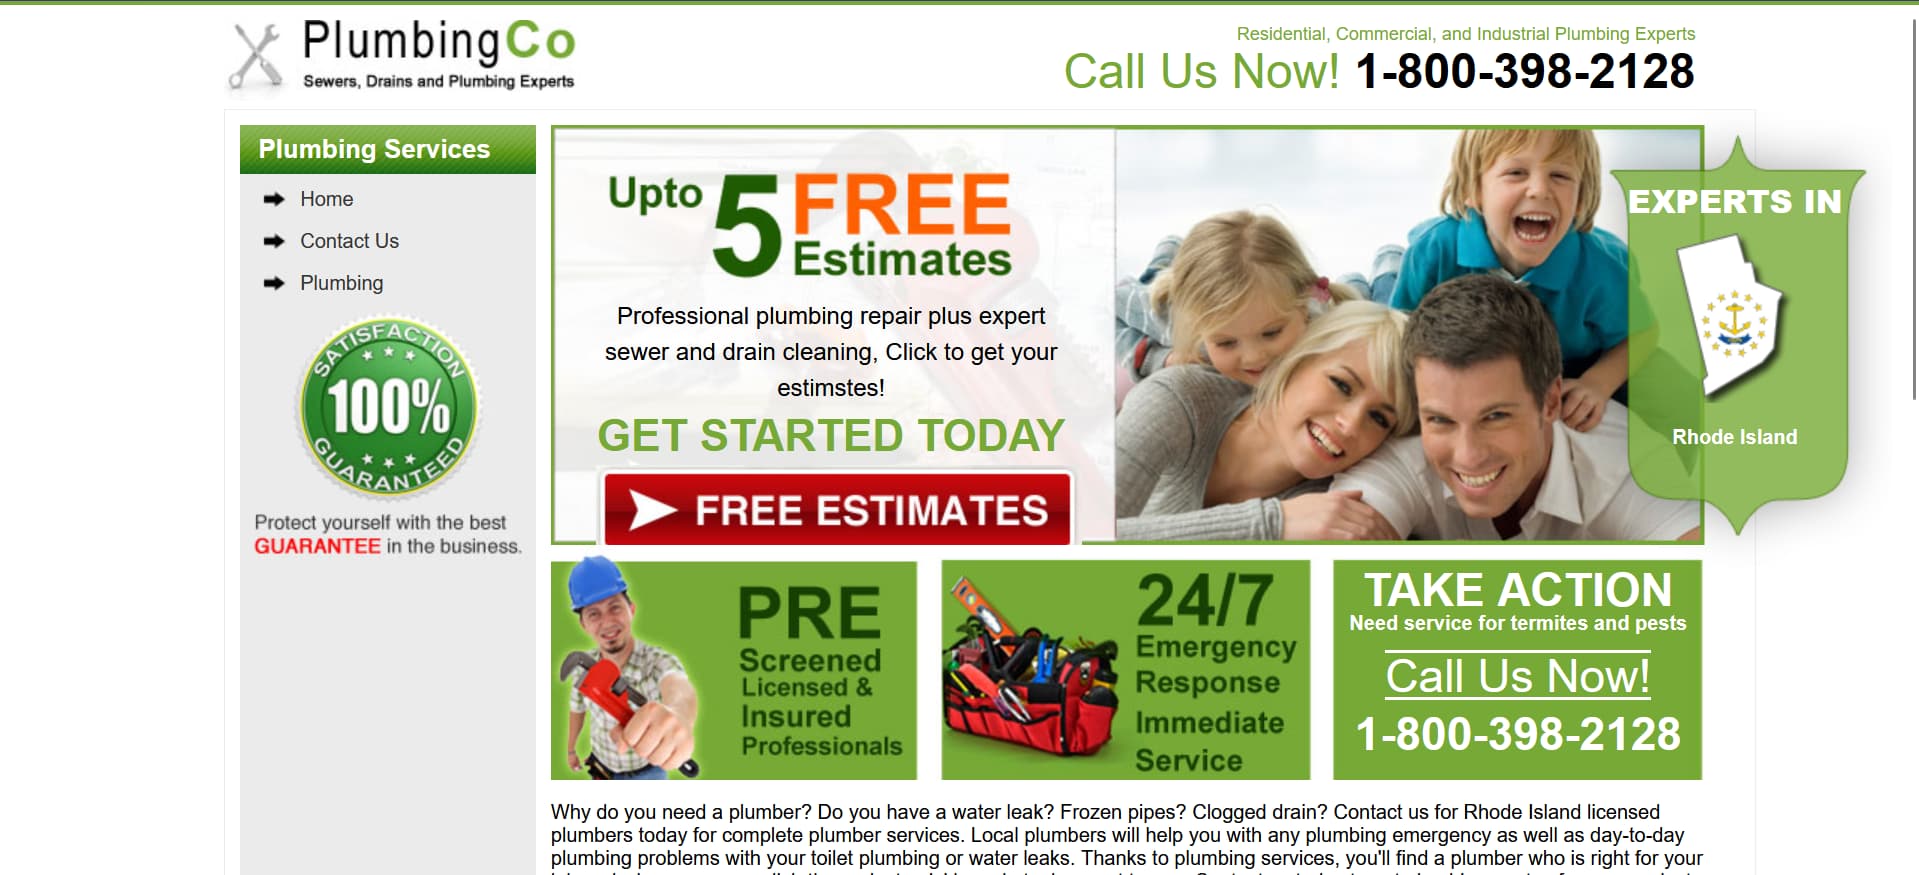 PlumbingCo
Sewers, Drains and Plumbing Experts
Residential, Commercial, and Industrial Plumbing Experts
Call Us Now! 1-800-398-2128
Plumbing Services
Home
Contact Us
Plumbing
SATISFACTION
100%
GUARANTEED
Protect yourself with the best
GUARANTEE in the business.
Upto 5 FREE
Estimates
Professional plumbing repair plus expert
sewer and drain cleaning, Click to get your
estimstes!
GET STARTED TODAY
FREE ESTIMATES
EXPERTS IN
Rhode Island
PRE
Screened
Licensed &
Insured
Professionals
24/7
Emergency
Response
Immediate
Service
TAKE ACTION
Need service for termites and pests
Call Us Now!
1-800-398-2128
Why do you need a plumber? Do you have a water leak? Frozen pipes? Clogged drain? Contact us for Rhode Island licensed
plumbers today for complete plumber services. Local plumbers will help you with any plumbing emergency as well as day-to-day
plumbing problems with your toilet plumbing or water leaks. Thanks to plumbing services, you'll find a plumber who is right for your